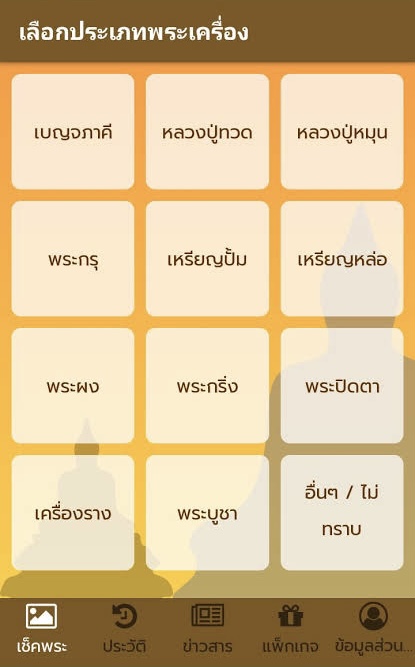 เลือกประเภทพระเครื่อง
เบญจภาคี
หลวงปู่ทวด
หลวงปู่หมุน
พระกรุ
เหรียญปั้ม
เหรียญหล่อ
พระผง
พระกริ่ง
พระปิดตา
เครื่องราง
พระบูชา
อื่นๆ / ไม่
ทราบ
เช็คพระ
ประวัติ
ข่าวสาร
แพ็กเกจ
ข้อมูลส่วน...